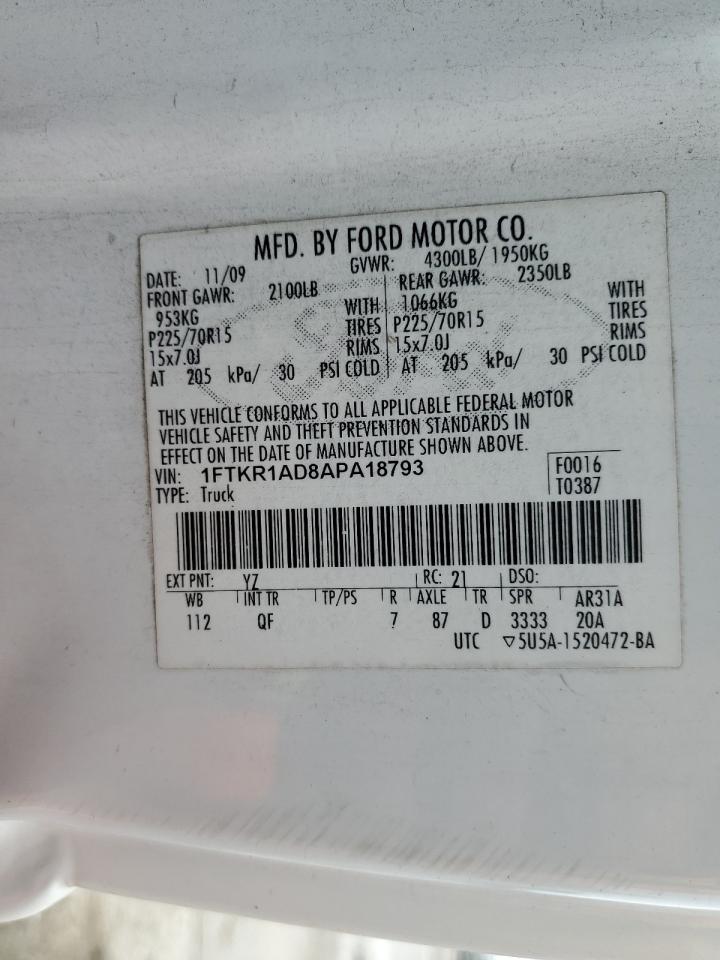 MFD. BY FORD MOTOR CO.
DATE: 11/09 GVWR: 4300LB/ 1950KG
FRONT GAWR: 2100LB REAR GAWR: 2350LB
953KG WITH 1066KG WITH
P225/70R15 TIRES P225/70R15 TIRES
15x7.0J RIMS 15x7.0J RIMS
AT 205 kPa/ 30 PSI COLD AT 205 kPa/ 30 PSI COLD
THIS VEHICLE CONFORMS TO ALL APPLICABLE FEDERAL MOTOR
VEHICLE SAFETY AND THEFT PREVENTION STANDARDS IN
EFFECT ON THE DATE OF MANUFACTURE SHOWN ABOVE.
VIN: 1FTKR1AD8APA18793 F0016
TYPE: Truck T0387
EXT PNT: YZ RC: 21 DSO:
WB INT TR TP/PS R AXLE TR SPR AR31A
112 QF 7 87 D 3333 20A
UTC ▽5U5A-1520472-BA